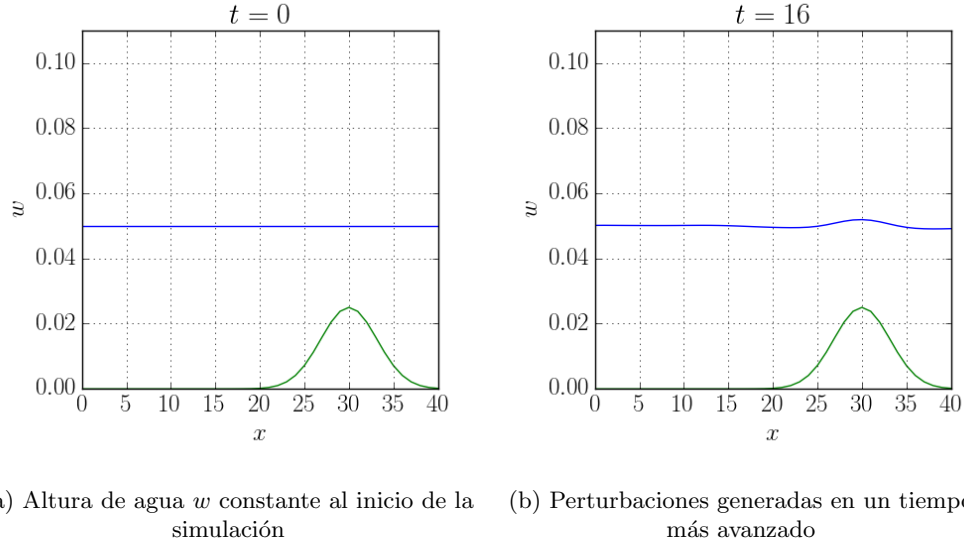 t = 0
0.10
0.08
0.06
0.04
0.02
0.00
w
0 5 10 15 20 25 30 35 40
x
t = 16
0.10
0.08
0.06
0.04
0.02
0.00
w
0 5 10 15 20 25 30 35 40
x
a) Altura de agua w constante al inicio de la
simulación
(b) Perturbaciones generadas en un tiempo
más avanzado